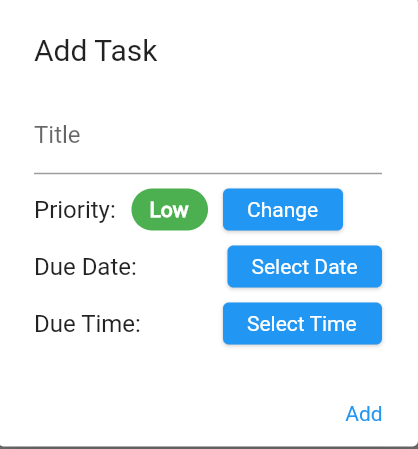 Add Task
Title
Priority: Low Change
Due Date: Select Date
Due Time: Select Time
Add